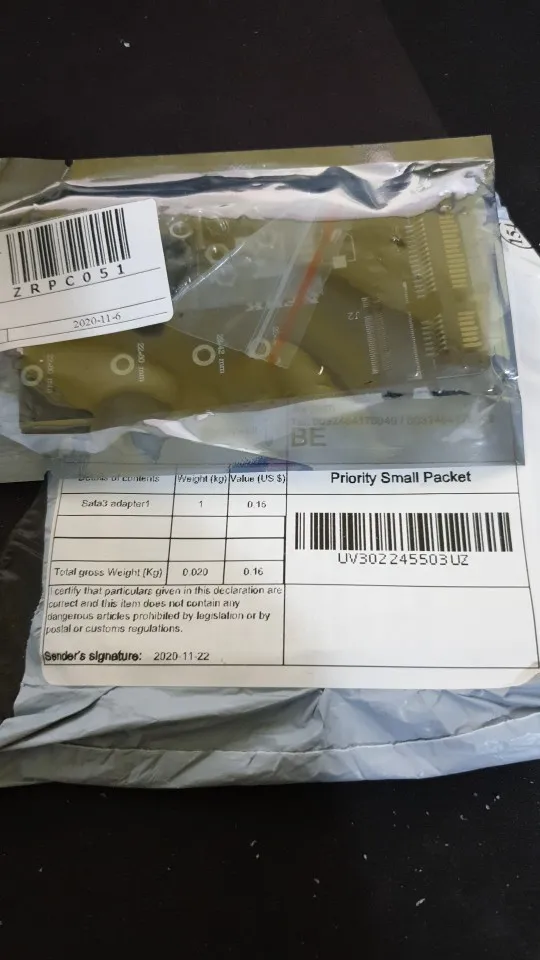 ZRPC051
2020-11-6
BE
Details of Contents Weight (kg) Value (US $)
Priority Small Packet
Sata3 adapter1 1 0.16
UV302245503UZ
Total gross Weight (Kg) 0.020 0.16
I certify that particulars given in this declaration are
correct and this item does not contain any
dangerous articles prohibited by legislation or by
postal or customs regulations.
Sender's signature: 2020-11-22